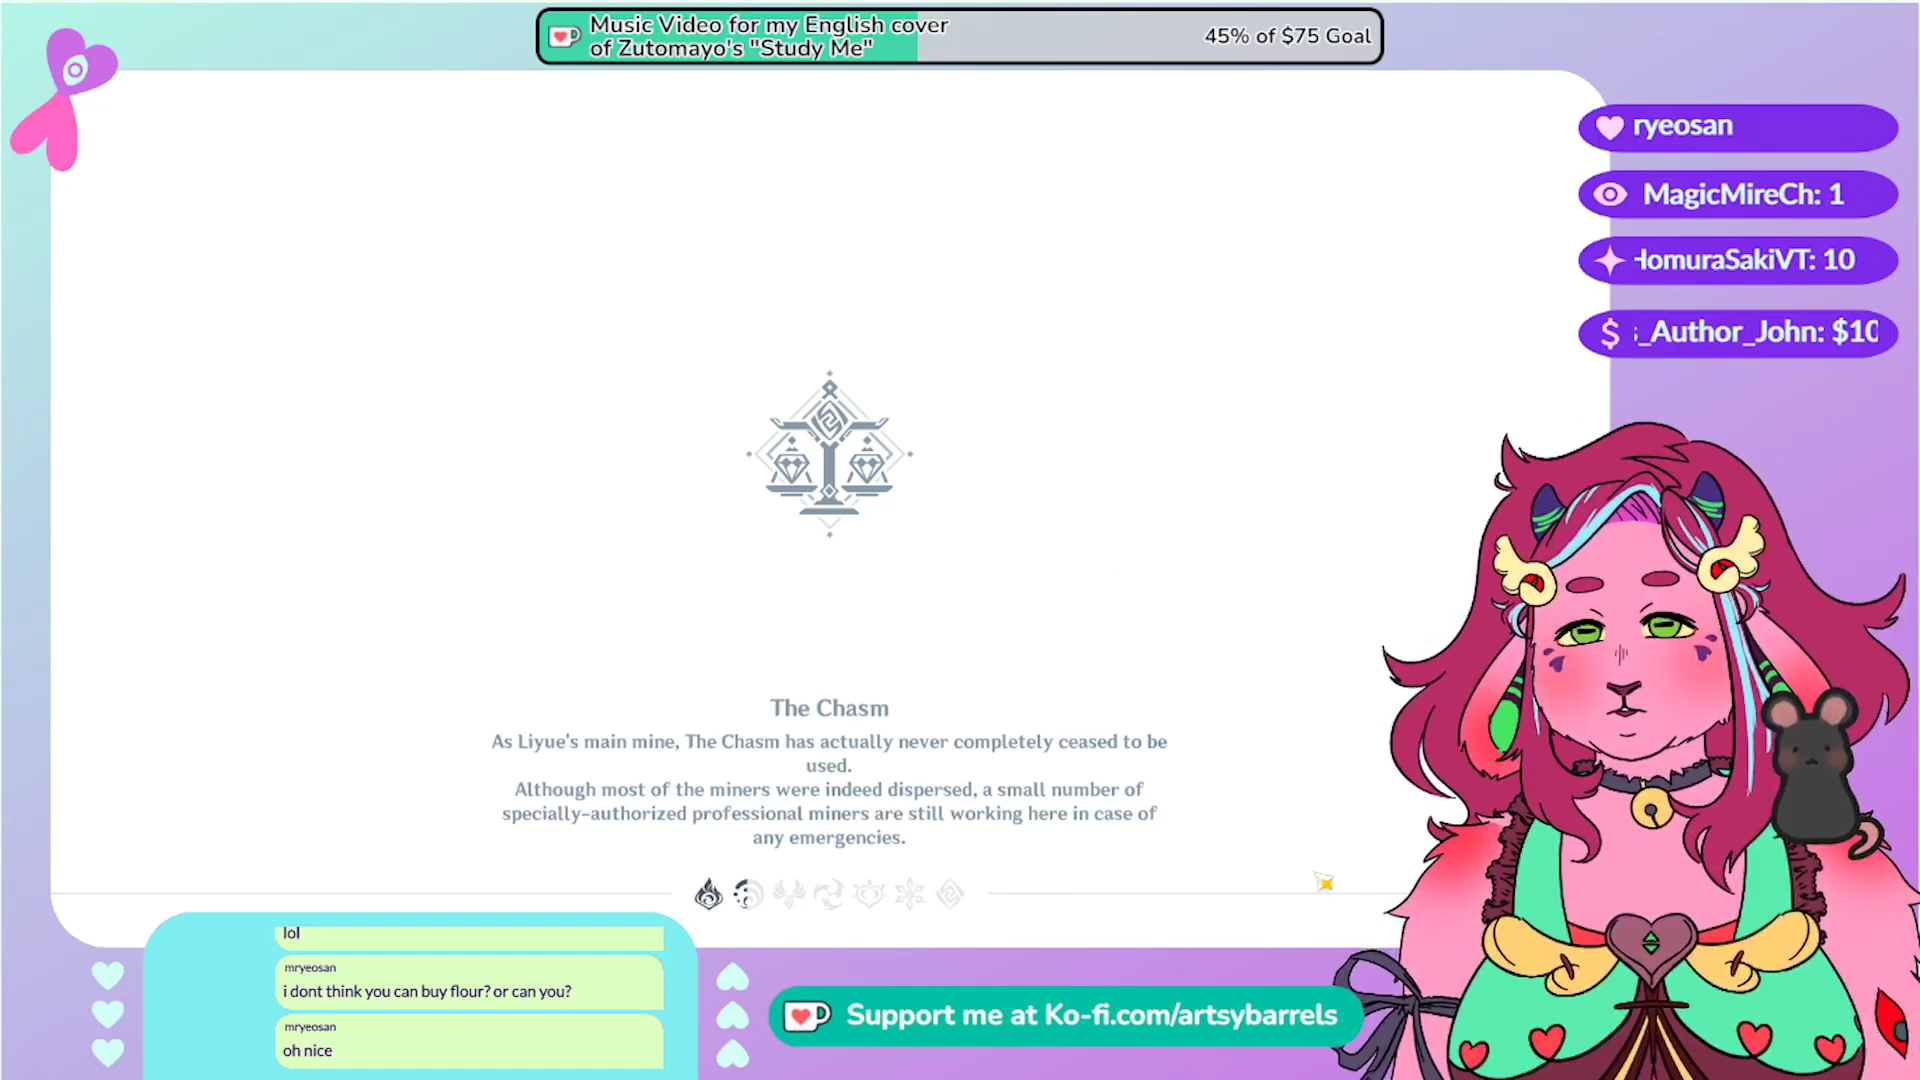 Music Video for my English cover
of Zutomayo's "Study Me"
45% of $75 Goal
ryeosan
MagicMireCh: 1
HomuraSakiVT: 10
s_Author_John: $10
The Chasm
As Liyue's main mine, The Chasm has actually never completely ceased to be
used.
Although most of the miners were indeed dispersed, a small number of
specially-authorized professional miners are still working here in case of
any emergencies.
lol
mryeosan
i dont think you can buy flour? or can you?
mryeosan
oh nice
Support me at Ko-fi.com/artsybarrels